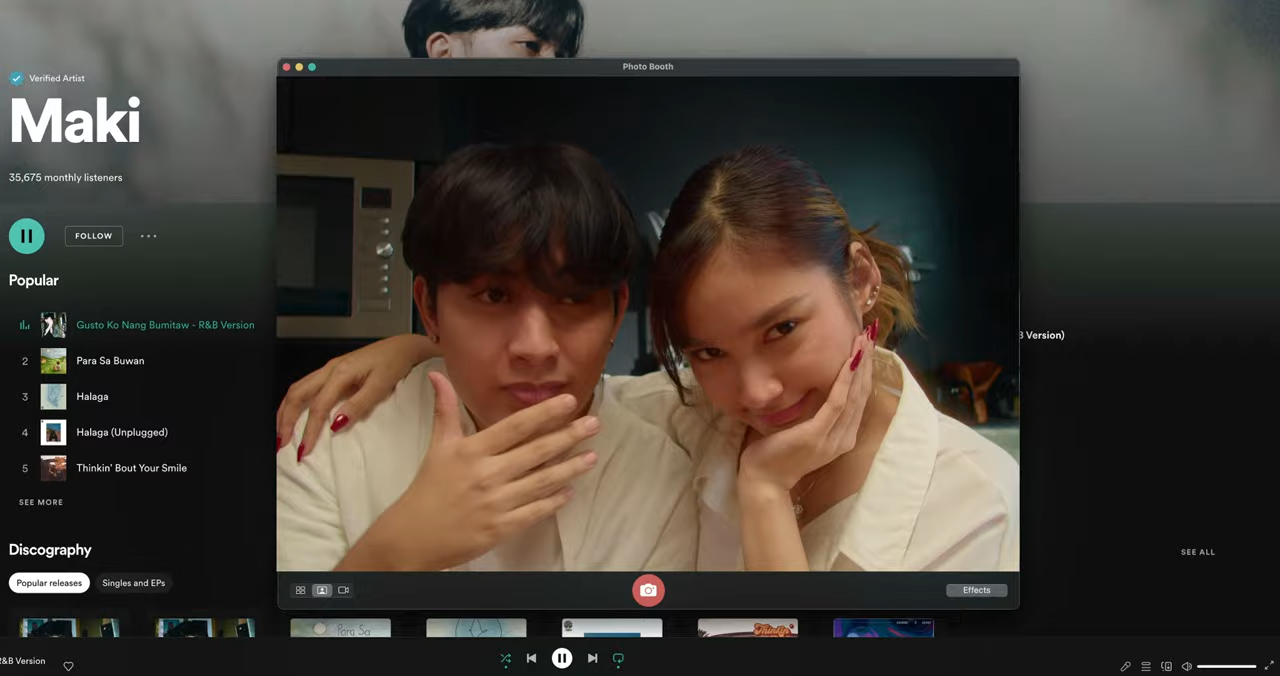 Photo Booth
Verified Artist
Maki
35,675 monthly listeners
FOLLOW
Popular
Gusto Ko Nang Bumitaw - R&B Version
2 Para Sa Buwan
3 Halaga
4 Halaga (Unplugged)
5 Thinkin' Bout Your Smile
SEE MORE
Version)
Discography
SEE ALL
Popular releases
Singles and EPs
Effects
Para Sa
Thinkin
R&B Version